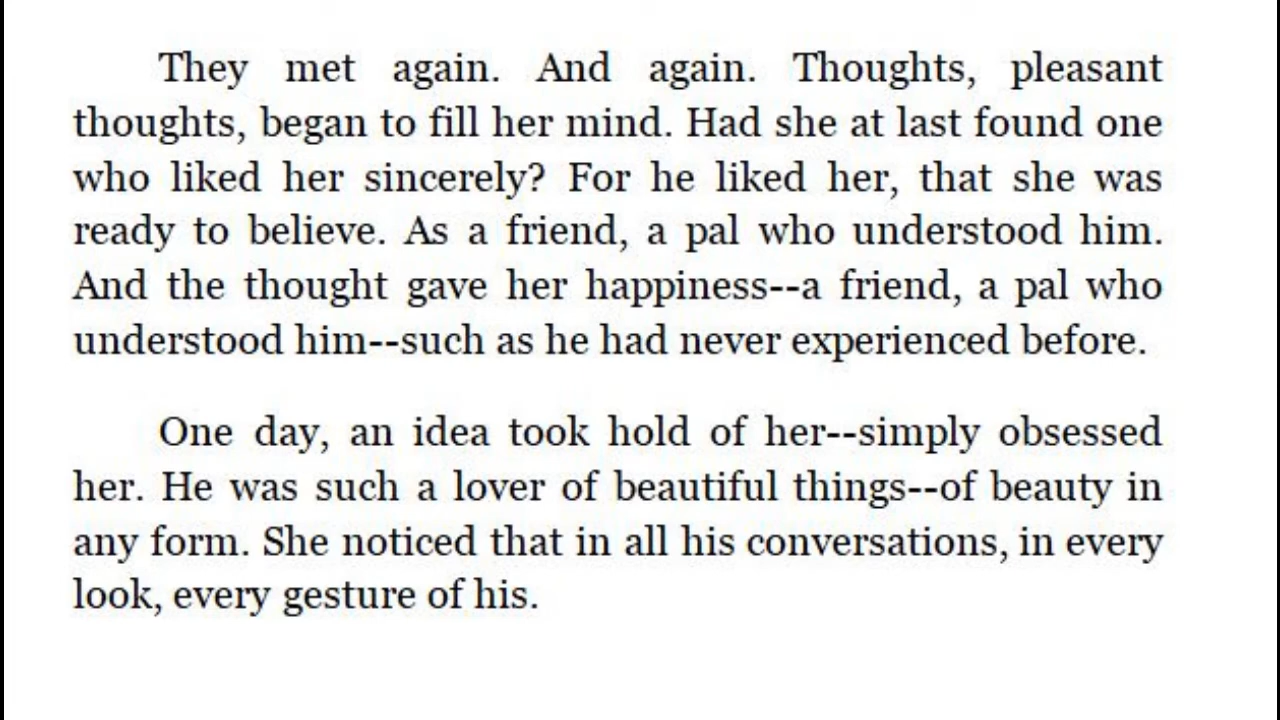 They met again. And again. Thoughts, pleasant
thoughts, began to fill her mind. Had she at last found one
who liked her sincerely? For he liked her, that she was
ready to believe. As a friend, a pal who understood him.
And the thought gave her happiness--a friend, a pal who
understood him--such as he had never experienced before.
One day, an idea took hold of her--simply obsessed
her. He was such a lover of beautiful things--of beauty in
any form. She noticed that in all his conversations, in every
look, every gesture of his.